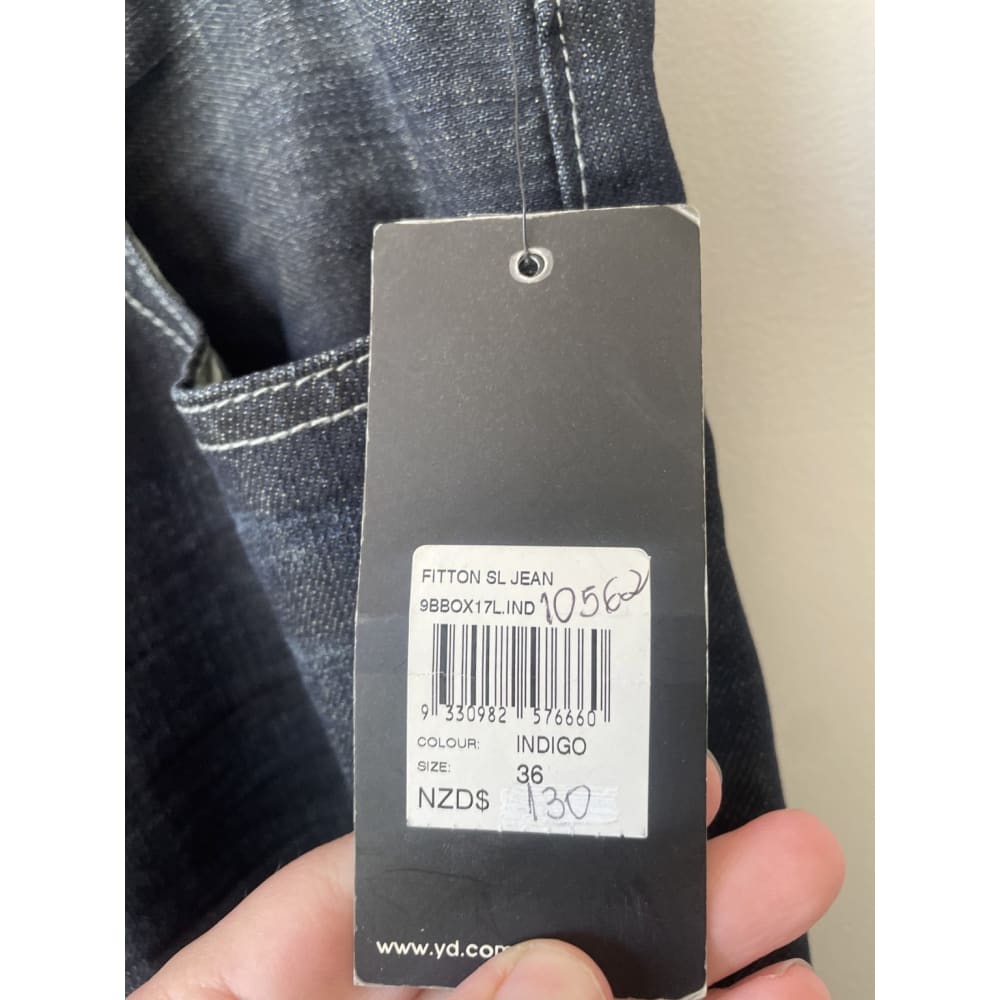 FITTON SL JEAN
9BBOX17L.IND 10562
9 330982 576660
COLOUR: INDIGO
SIZE: 36
NZD$ 130
www.yd.com